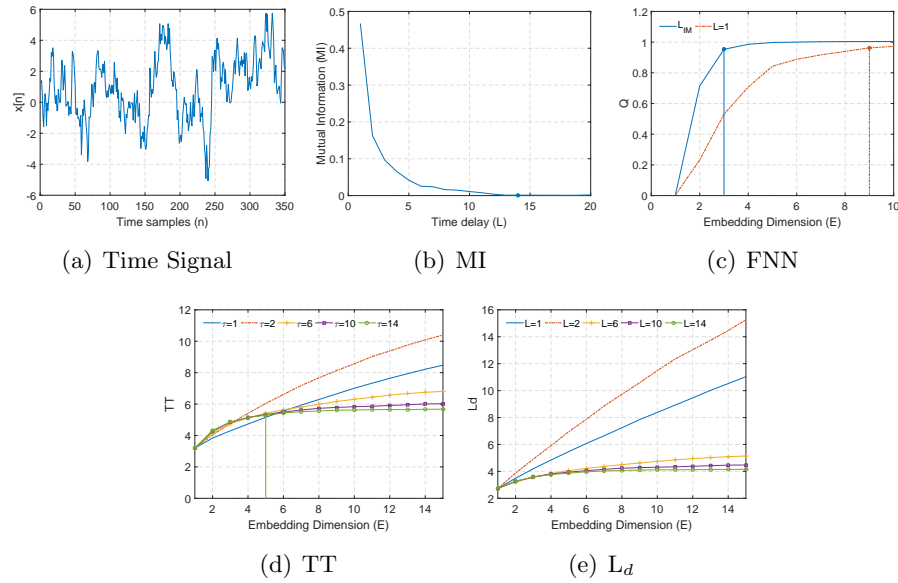 x[n]
6
4
2
0
-2
-4
-6
0 50 100 150 200 250 300 350
Time samples (n)
(a) Time Signal
Mutual Information (MI)
0.5
0.4
0.3
0.2
0.1
0
0 5 10 15 20
Time delay (L)
(b) MI
L_IM L=1
Q
1.2
1
0.8
0.6
0.4
0.2
0
0 2 4 6 8 10
Embedding Dimension (E)
(c) FNN
τ=1 τ=2 τ=6 τ=10 τ=14
TT
12
10
8
6
4
2
0
2 4 6 8 10 12 14
Embedding Dimension (E)
(d) TT
L=1 L=2 L=6 L=10 L=14
Ld
16
14
12
10
8
6
4
2
2 4 6 8 10 12 14
Embedding Dimension (E)
(e) L_d